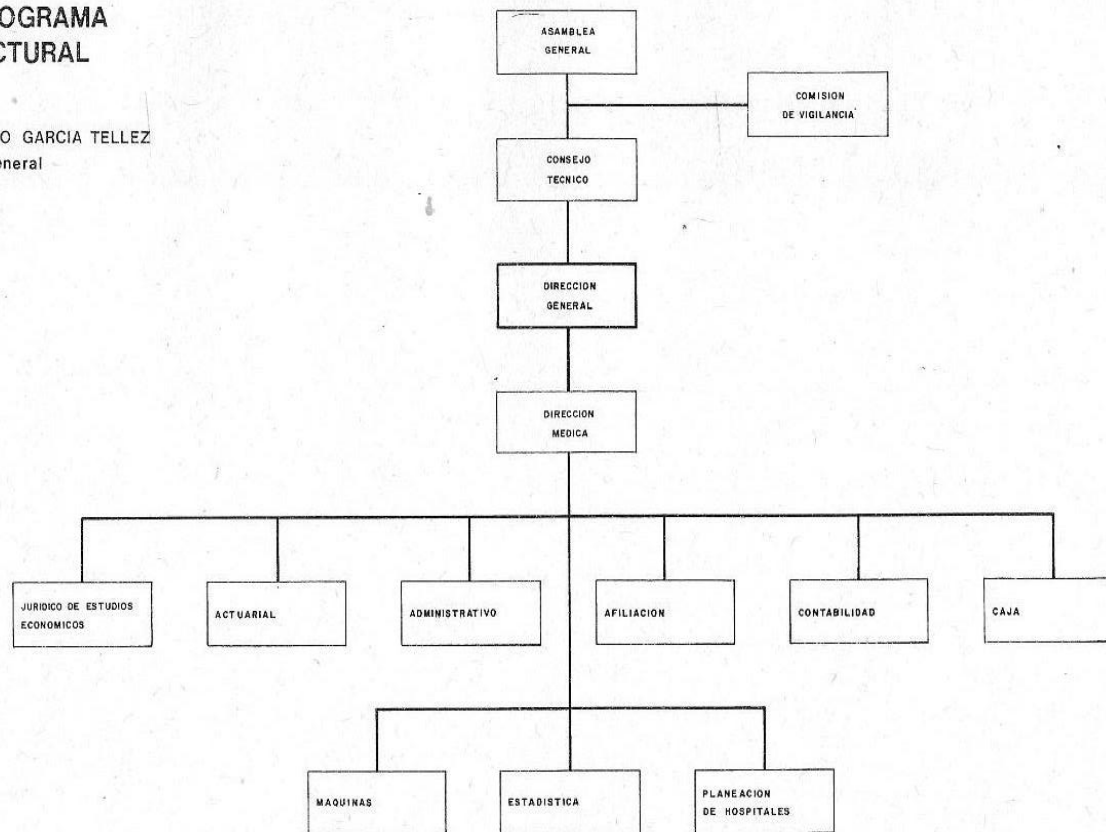 OGRAMA
CTURAL
O GARCIA TELLEZ
eneral
ASAMBLEA
GENERAL
COMISION
DE VIGILANCIA
CONSEJO
TECNICO
DIRECCION
GENERAL
DIRECCION
MEDICA
JURIDICO DE ESTUDIOS
ECONOMICOS
ACTUARIAL
ADMINISTRATIVO
AFILIACION
CONTABILIDAD
CAJA
MAQUINAS
ESTADISTICA
PLANEACION
DE HOSPITALES